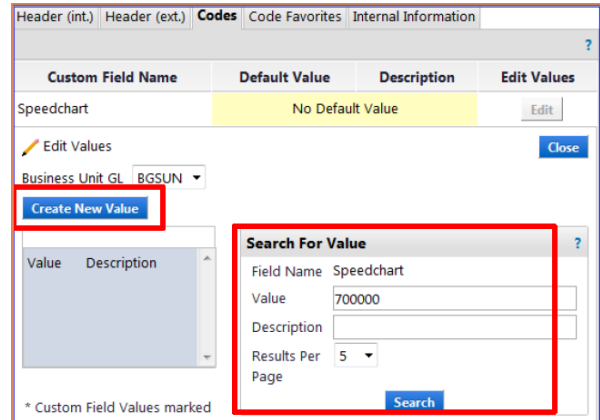 Header (int.) Header (ext.) Codes Code Favorites Internal Information
?
Custom Field Name Default Value Description Edit Values
Speedchart No Default Value Edit
Edit Values Close
Business Unit GL BGSUN
Create New Value
Search For Value ?
Value Description
Field Name Speedchart
Value 700000
Description
Results Per Page 5
Search
* Custom Field Values marked